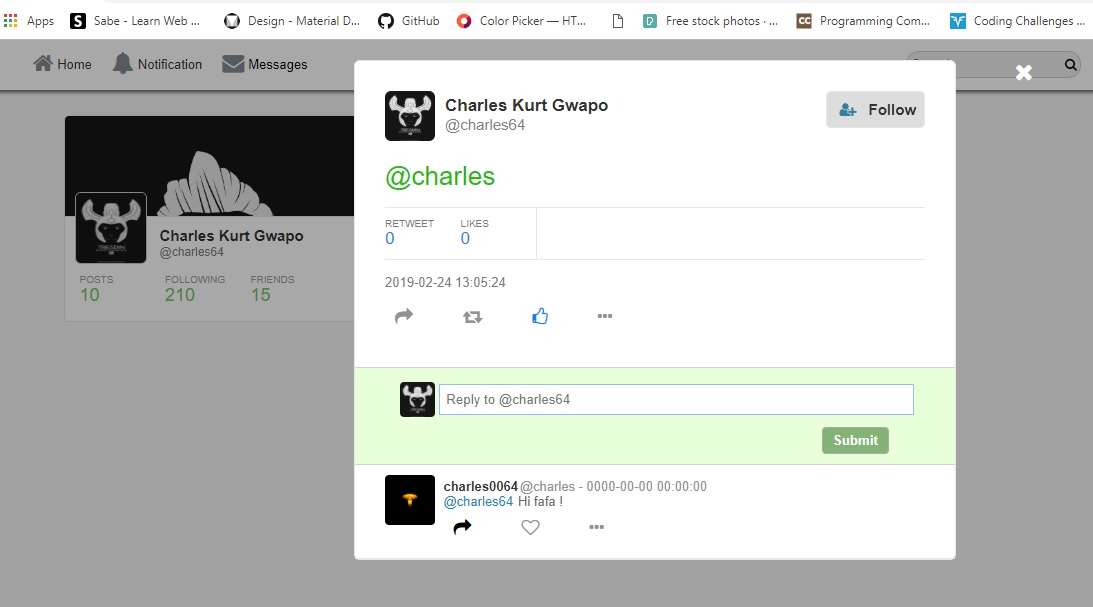 Apps
Sabe - Learn Web ...
Design - Material D...
GitHub
Color Picker — HT...
Free stock photos · ...
Programming Com...
Coding Challenges ...
Home
Notification
Messages
Charles Kurt Gwapo
@charles64
POSTS FOLLOWING FRIENDS
10 210 15
Charles Kurt Gwapo
@charles64
Follow
@charles
RETWEET LIKES
0 0
2019-02-24 13:05:24
Reply to @charles64
Submit
charles0064 @charles - 0000-00-00 00:00:00
@charles64 Hi fafa !